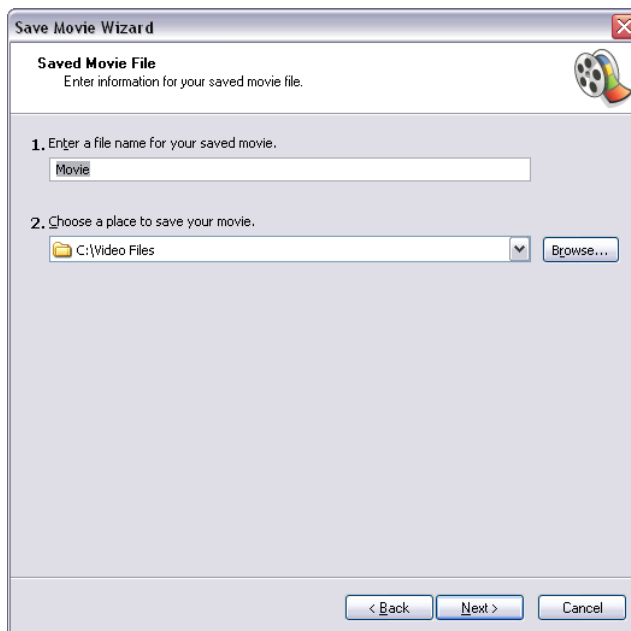 Save Movie Wizard
Saved Movie File
Enter information for your saved movie file.
1. Enter a file name for your saved movie.
Movie
2. Choose a place to save your movie.
C:\Video Files
Browse...
< Back
Next >
Cancel